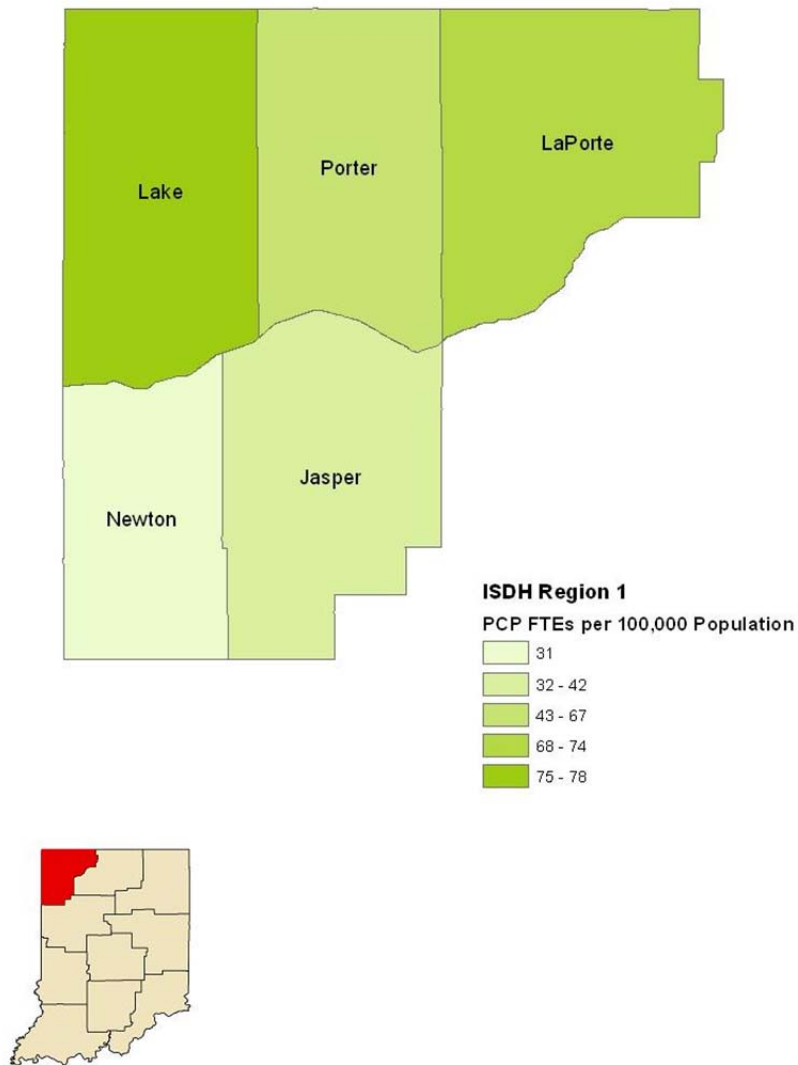 LaPorte
Porter
Lake
Jasper
Newton
ISDH Region 1
PCP FTEs per 100,000 Population
31
32 - 42
43 - 67
68 - 74
75 - 78